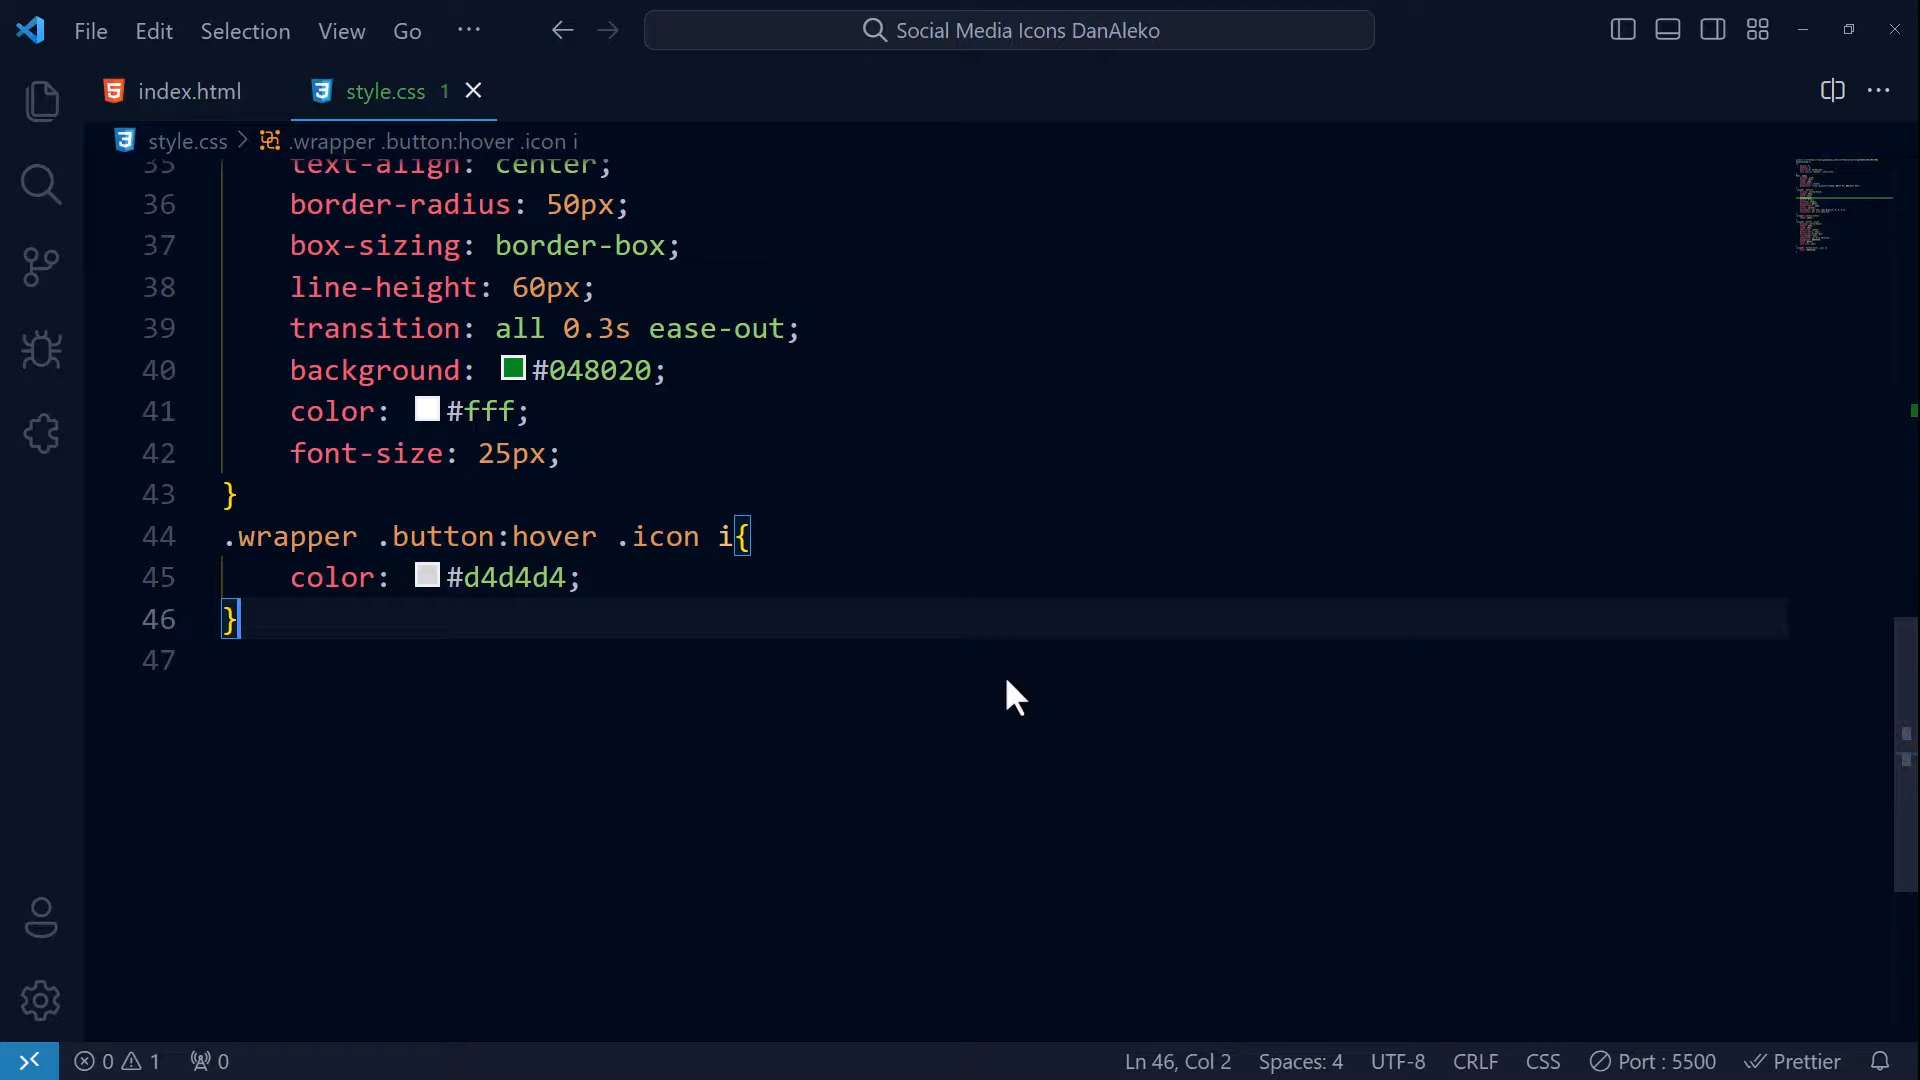 File Edit Selection View Go ··· Social Media Icons DanAleko
index.html style.css 1
style.css > .wrapper .button:hover .icon i
35 text-align: center;
36 border-radius: 50px;
37 box-sizing: border-box;
38 line-height: 60px;
39 transition: all 0.3s ease-out;
40 background: #048020;
41 color: #fff;
42 font-size: 25px;
43 }
44 .wrapper .button:hover .icon i{
45 color: #d4d4d4;
46 }
47
0 1 0 Ln 46, Col 2 Spaces: 4 UTF-8 CRLF CSS Port : 5500 Prettier